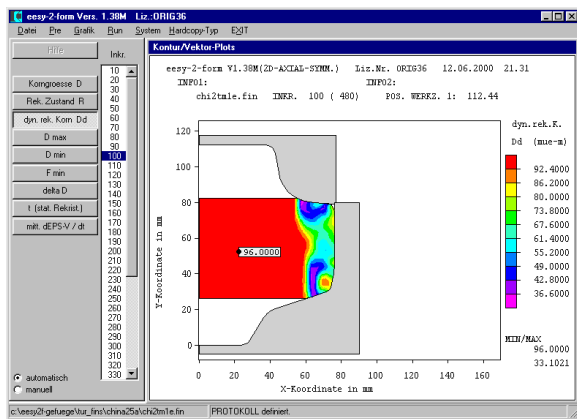 eesy-2-form Vers. 1.38M Liz.:ORIG36
Datei Pre Grafik Run System Hardcopy-Typ EXIT
Hilfe
Korngroesse D
Rek. Zustand R
dyn. rek. Korn Dd
D max
D min
F min
delta D
t (stat. Rekrist.)
mitt. dEPS-V / dt
automatisch
manuell
Inkr.
10
20
30
40
50
60
70
80
90
100
110
120
130
140
150
160
170
180
190
200
210
220
230
240
250
260
270
280
290
300
310
320
330
Kontur/Vektor-Plots
eesy-2-form V1.38M(2D-AXIAL-SYMM.) Liz.Nr. ORIG36 12.06.2000 21.31
INFO1: INFO2:
chi2tm1e.fin INKR. 100 ( 480) POS. WERKZ. 1: 112.44
Y-Koordinate in mm
120
100
80
60
40
20
0
96.0000
0 20 40 60 80 100 120 140 160
X-Koordinate in mm
dyn.rek.K.
Dd (mue-m)
92.4000
86.2000
80.0000
73.8000
67.6000
61.4000
55.2000
49.0000
42.8000
36.6000
MIN/MAX
96.0000
33.1021
c:\eesy2f-gefuege\tur_fins\china25a\chi2tm1e.fin PROTOKOLL definiert.